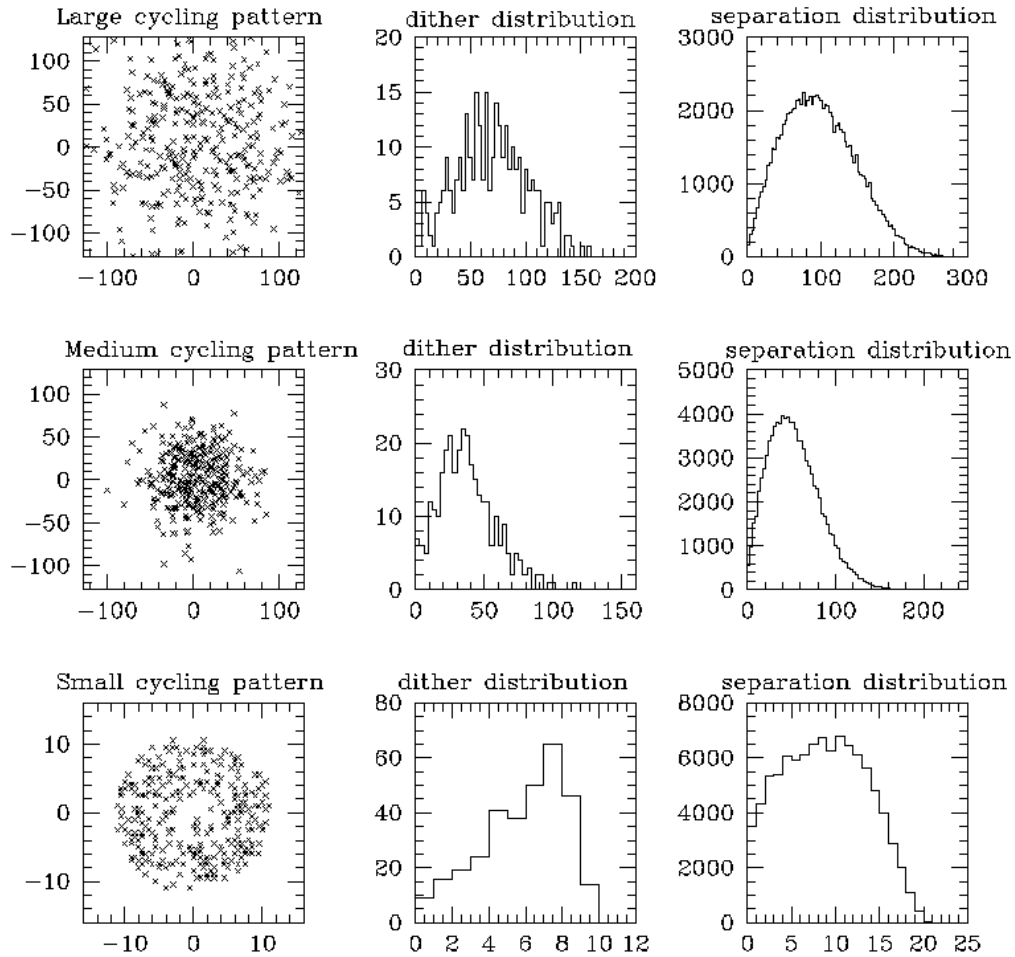 Large cycling pattern
dither distribution
separation distribution
100
50
0
−50
−100
−100 0 100
20
15
10
5
0
0 50 100 150 200
3000
2000
1000
0
0 100 200 300
Medium cycling pattern
dither distribution
separation distribution
100
50
0
−50
−100
−100 0 100
30
20
10
0
0 50 100 150
5000
4000
3000
2000
1000
0
0 100 200
Small cycling pattern
dither distribution
separation distribution
10
0
−10
−10 0 10
80
60
40
20
0
0 2 4 6 8 10 12
8000
6000
4000
2000
0
0 5 10 15 20 25